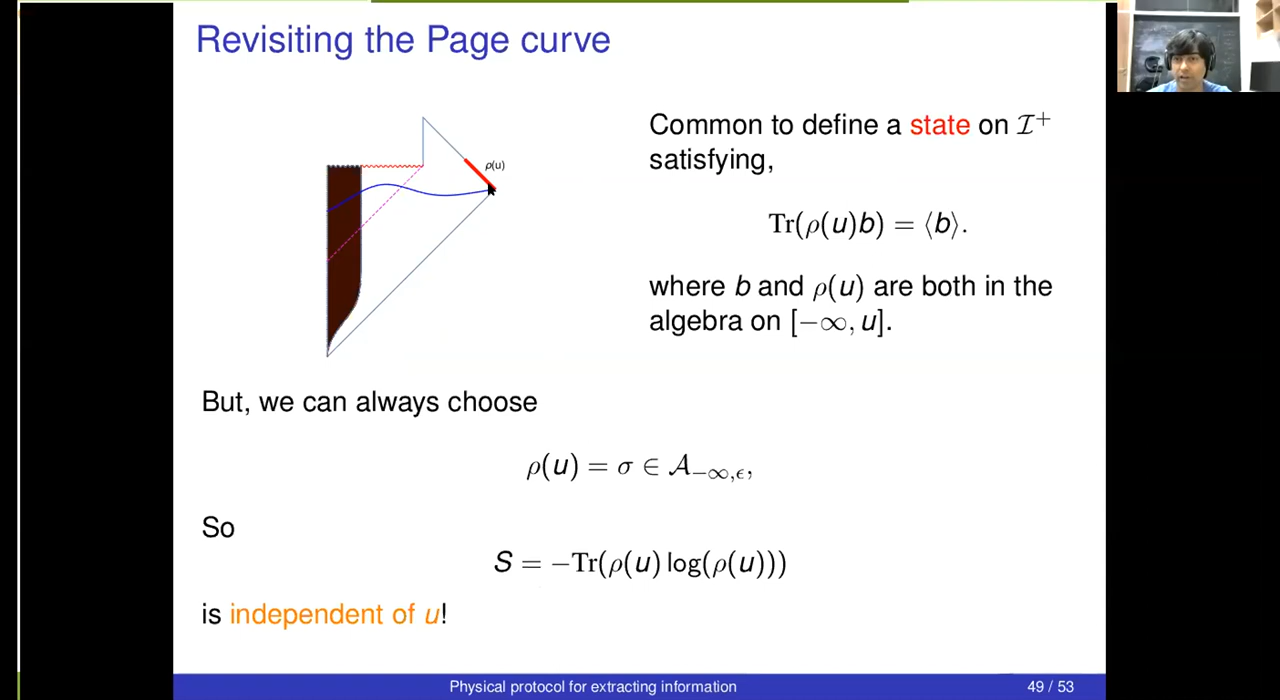 Revisiting the Page curve
ρ(u)
Common to define a state on 𝓘⁺
satisfying,
Tr(ρ(u)b) = ⟨b⟩.
where b and ρ(u) are both in the
algebra on [−∞, u].
But, we can always choose
ρ(u) = σ ∈ 𝒜₋∞,ϵ,
So
S = −Tr(ρ(u) log(ρ(u)))
is independent of u!
Physical protocol for extracting information
49 / 53